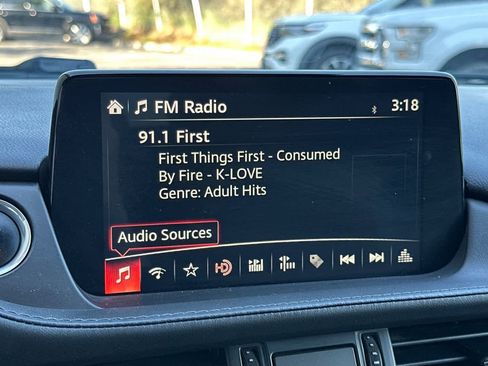 FM Radio
3:18
91.1 First
First Things First - Consumed
By Fire - K-LOVE
Genre: Adult Hits
Audio Sources
HD